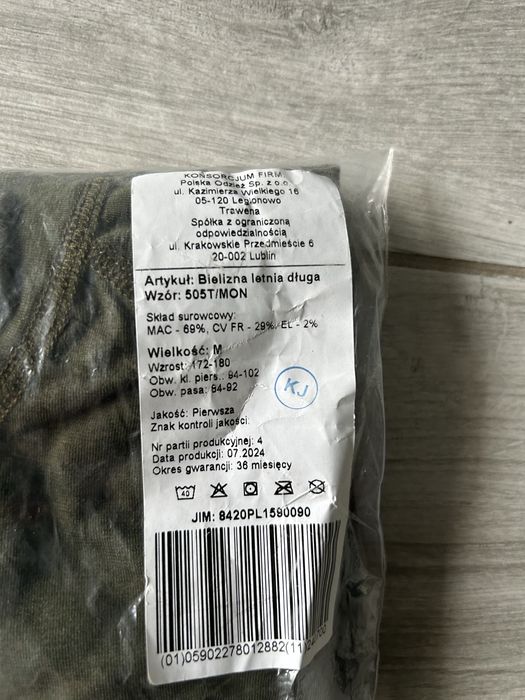 KONSORCJUM FIRM
Polska Odzież Sp. z o.o.
ul. Kazimierza Wielkiego 16
05-120 Legionowo
Trawena
Spółka z ograniczoną
odpowiedzialnością
ul. Krakowskie Przedmieście 6
20-002 Lublin
Artykuł: Bielizna letnia długa
Wzór: 505T/MON
Skład surowcowy:
MAC - 69%, CV FR - 29%, EL - 2%
Wielkość: M
Wzrost: 172-180
Obw. kl. piers.: 94-102
Obw. pasa: 84-92
KJ
Jakość: Pierwsza
Znak kontroli jakości:
Nr partii produkcyjnej: 4
Data produkcji: 07.2024
Okres gwarancji: 36 miesięcy
40
JIM: 8420PL1590090
(01)05902278012882(11)